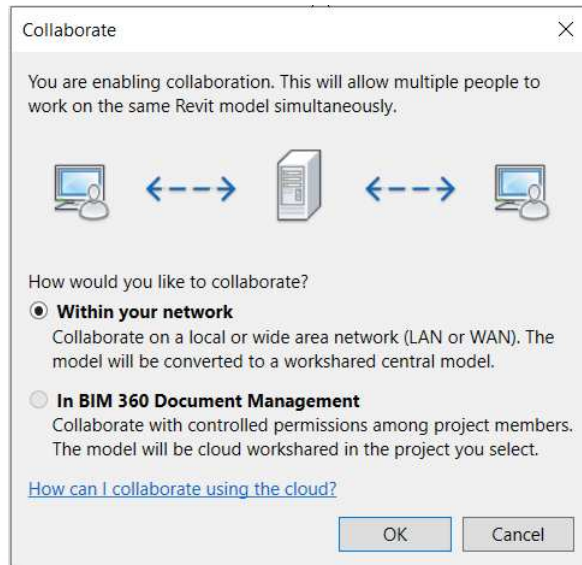 Collaborate
You are enabling collaboration. This will allow multiple people to
work on the same Revit model simultaneously.
How would you like to collaborate?
Within your network
Collaborate on a local or wide area network (LAN or WAN). The
model will be converted to a workshared central model.
In BIM 360 Document Management
Collaborate with controlled permissions among project members.
The model will be cloud workshared in the project you select.
How can I collaborate using the cloud?
OK Cancel